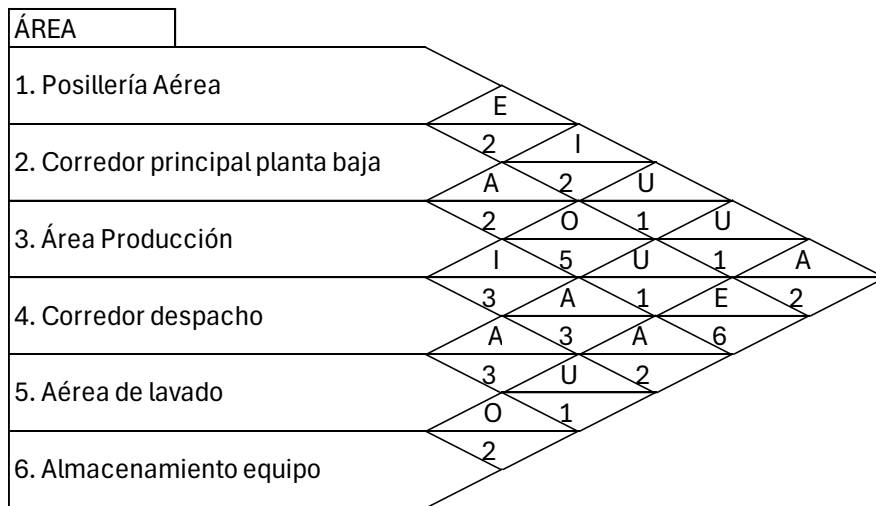 ÁREA
1. Posillería Aérea
E
2
I
2. Corredor principal planta baja
A
2
U
2
O
1
U
3. Área Producción
I
5
U
1
A
3
A
1
E
2
4. Corredor despacho
A
3
A
6
3
U
2
5. Aérea de lavado
O
1
2
6. Almacenamiento equipo